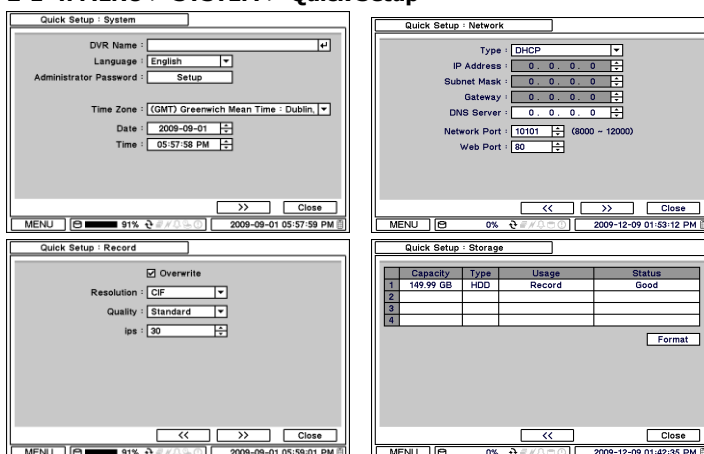 Quick Setup : System
DVR Name :
Language : English
Administrator Password : Setup
Time Zone : (GMT) Greenwich Mean Time : Dublin,
Date : 2009-09-01
Time : 05:57:58 PM
>> Close
MENU 91% 2009-09-01 05:57:59 PM
Quick Setup : Network
Type : DHCP
IP Address : 0 . 0 . 0 . 0
Subnet Mask : 0 . 0 . 0 . 0
Gateway : 0 . 0 . 0 . 0
DNS Server : 0 . 0 . 0 . 0
Network Port : 10101 (8000 ~ 12000)
Web Port : 80
<< >> Close
MENU 0% 2009-12-09 01:53:12 PM
Quick Setup : Record
Overwrite
Resolution : CIF
Quality : Standard
ips : 30
<< >> Close
MENU 91% 2009-09-01 05:59:01 PM
Quick Setup : Storage
Capacity Type Usage Status
1 149.99 GB HDD Record Good
2
3
4
Format
<< Close
MENU 0% 2009-12-09 01:42:35 PM